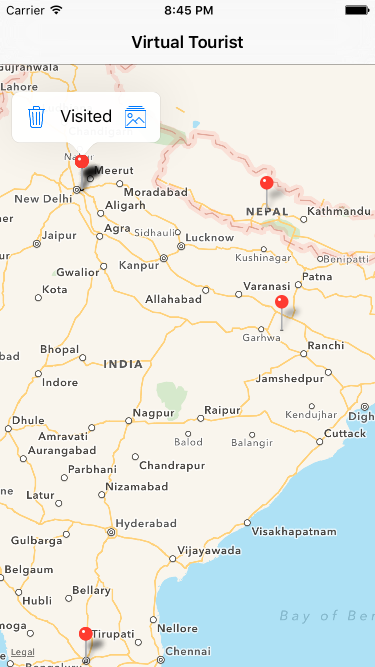 Carrier 8:45 PM
Virtual Tourist
Gujranwala
Lahore
Visited
Meerut
Moradabad
New Delhi
Aligarh
NEPAL
Kathmandu
Jaipur
Agra
Sidhauli
Lucknow
Kushinagar
Benipatti
Gwalior
Kanpur
Patna
Kota
Allahabad
Varanasi
Garhwa
Bhopal
INDIA
Ranchi
Indore
Jamshedpur
Dhule
Nagpur
Raipur
Kendujhar
Digh
Amravati
Balod
Balangir
Cuttack
Aurangabad
Chandrapur
Parbhani
Nizamabad
Latur
Hyderabad
Visakhapatnam
Gulbarga
Vijayawada
Belgaum
Bellary
Hubli
Bay of Ben
Nellore
Tirupati
Legal
Chennai
Bengaluru